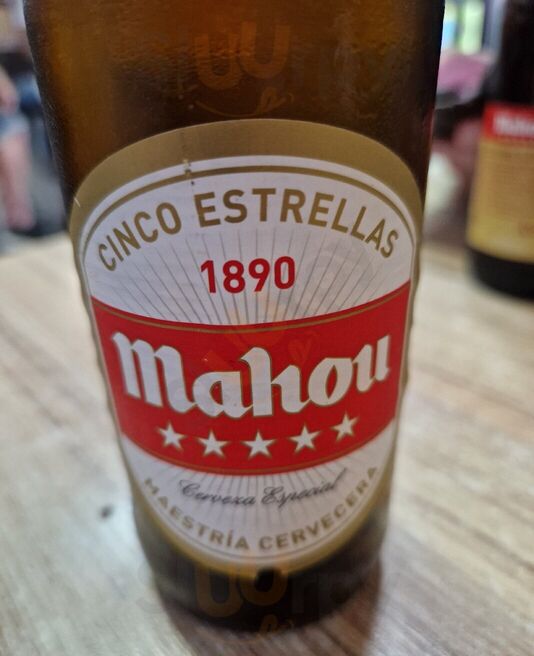 CINCO ESTRELLAS
1890
Mahou
Cerveza Especial
MAESTRÍA CERVECERA